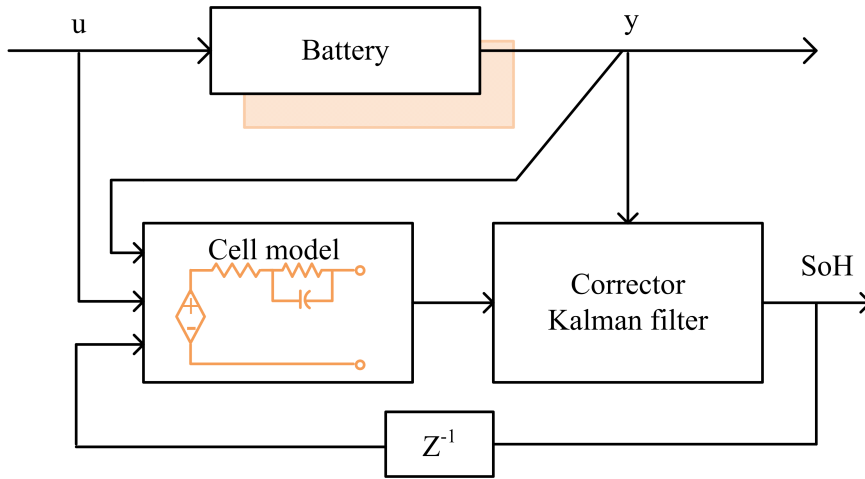 u
y
Battery
Cell model
+
-
Corrector
Kalman filter
SoH
Z⁻¹